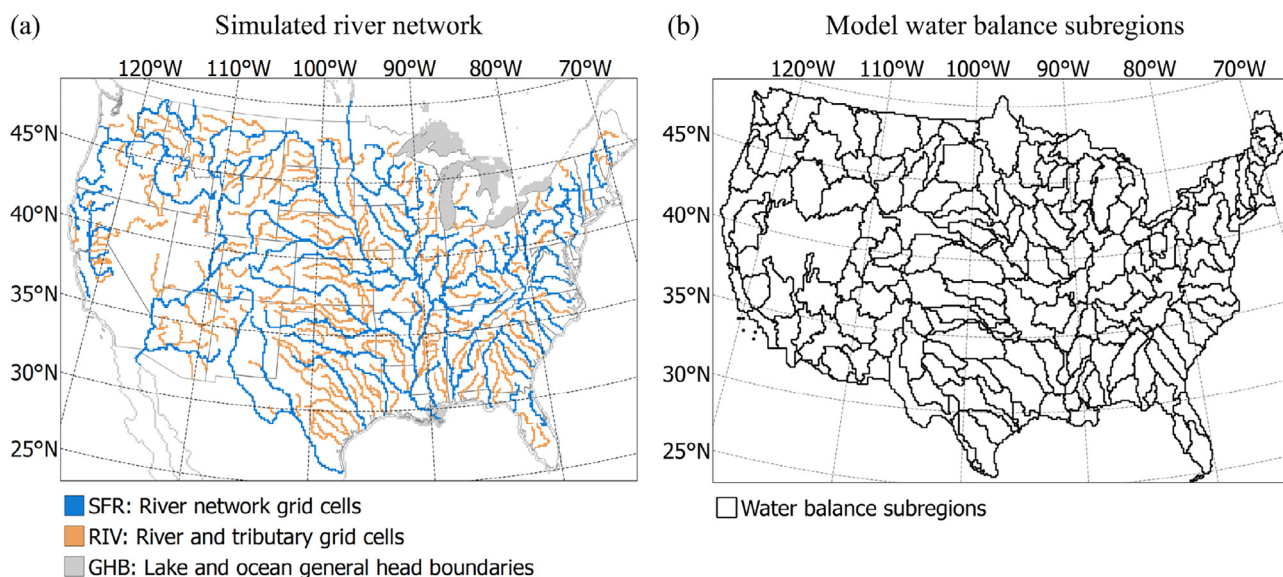 (a) Simulated river network
120°W 110°W 100°W 90°W 80°W 70°W
45°N
40°N
35°N
30°N
25°N
SFR: River network grid cells
RIV: River and tributary grid cells
GHB: Lake and ocean general head boundaries
(b) Model water balance subregions
120°W 110°W 100°W 90°W 80°W 70°W
45°N
40°N
35°N
30°N
25°N
Water balance subregions